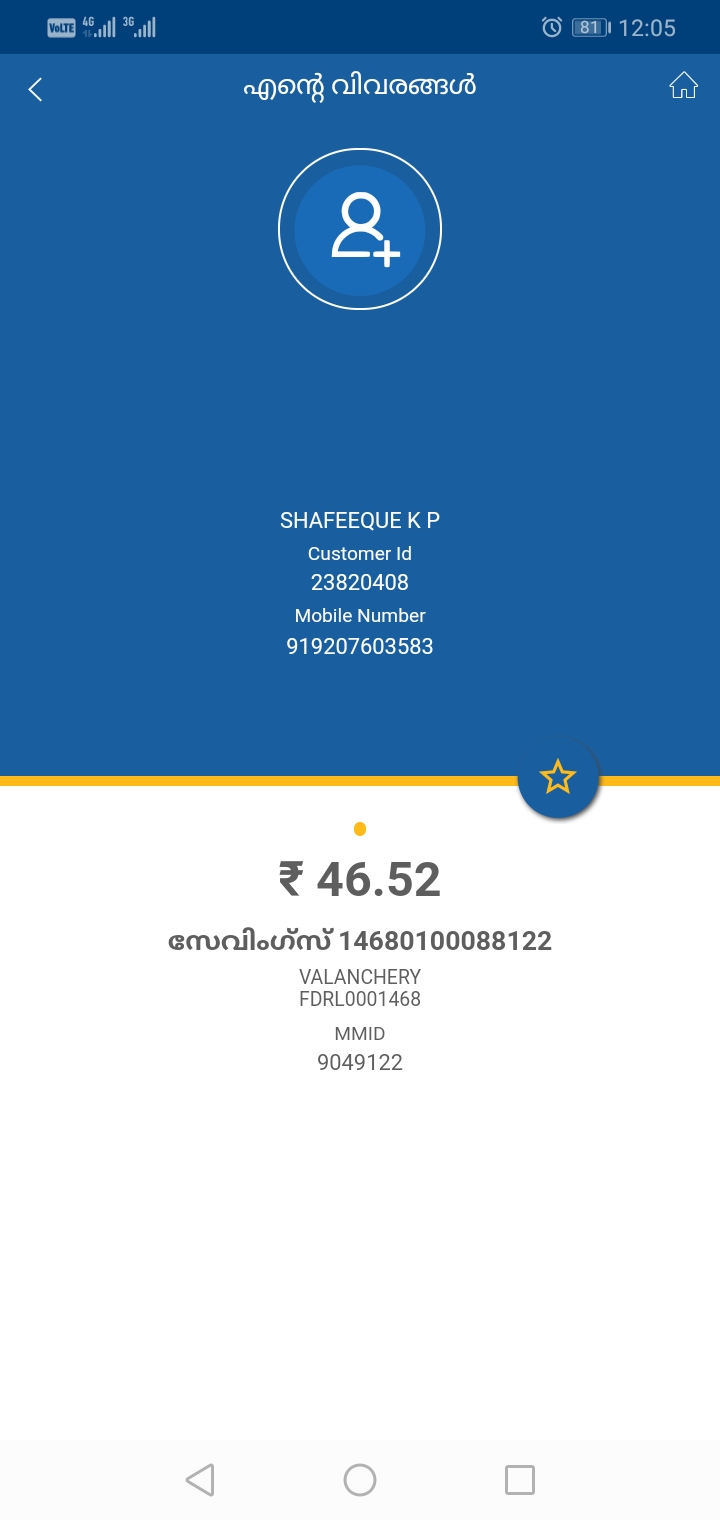 VoLTE 4G 3G 81 12:05
എന്റെ വിവരങ്ങൾ
SHAFEEQUE K P
Customer Id
23820408
Mobile Number
919207603583
₹ 46.52
സേവിംഗ്സ് 14680100088122
VALANCHERY
FDRL0001468
MMID
9049122